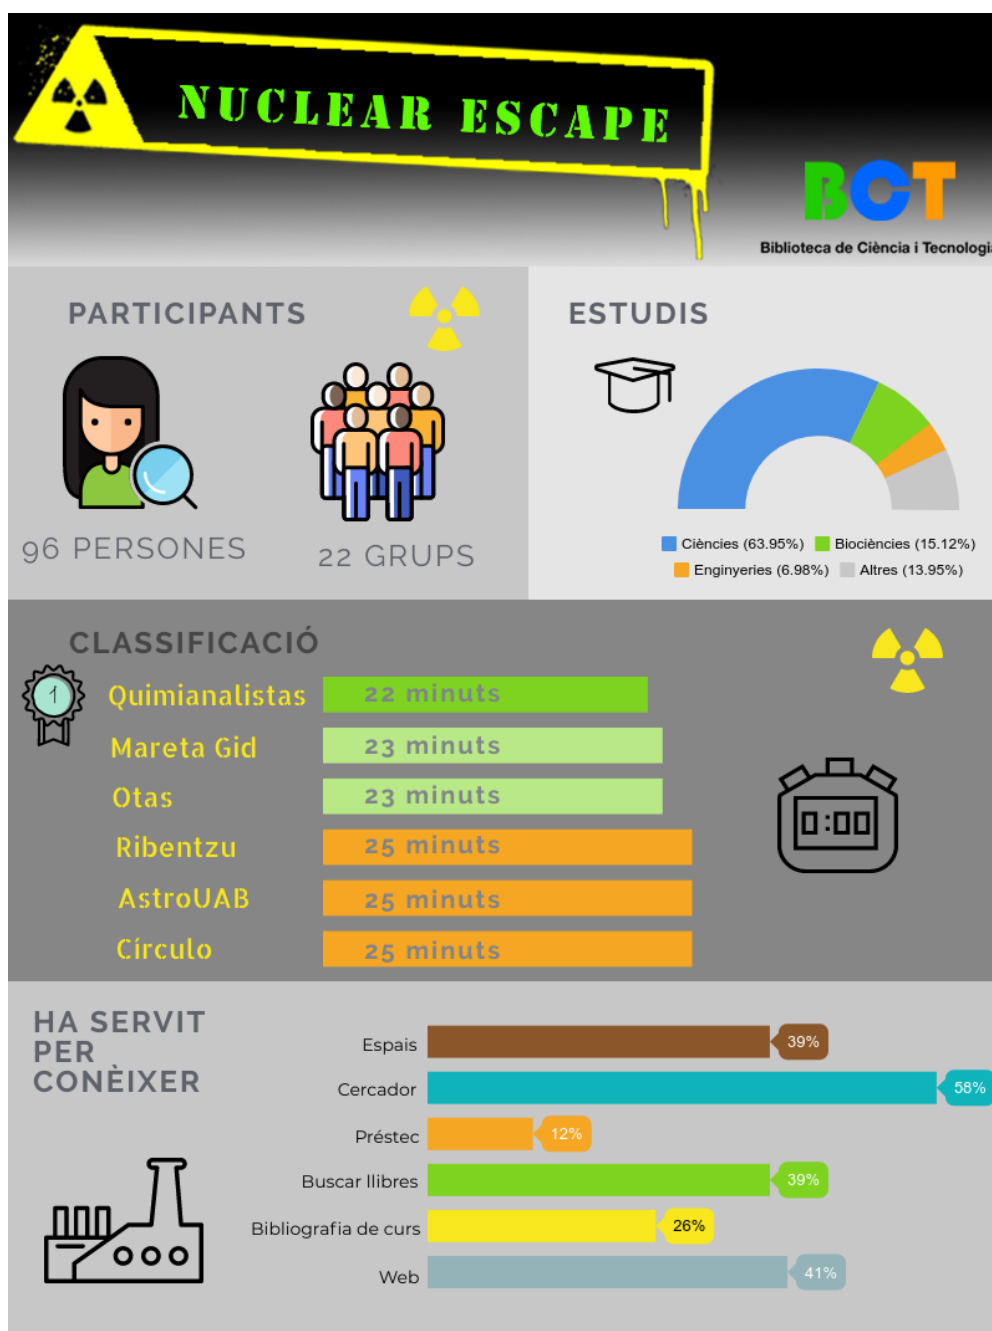 NUCLEAR ESCAPE
BCT
Biblioteca de Ciència i Tecnologia
PARTICIPANTS
96 PERSONES
22 GRUPS
ESTUDIS
Ciències (63.95%) Biociències (15.12%)
Enginyeries (6.98%) Altres (13.95%)
CLASSIFICACIÓ
1
Quimianalistas 22 minuts
Mareta Gid 23 minuts
Otas 23 minuts
Ribentzu 25 minuts
AstroUAB 25 minuts
Círculo 25 minuts
0:00
HA SERVIT
PER
CONÈIXER
Espais 39%
Cercador 58%
Préstec 12%
Buscar llibres 39%
Bibliografia de curs 26%
Web 41%